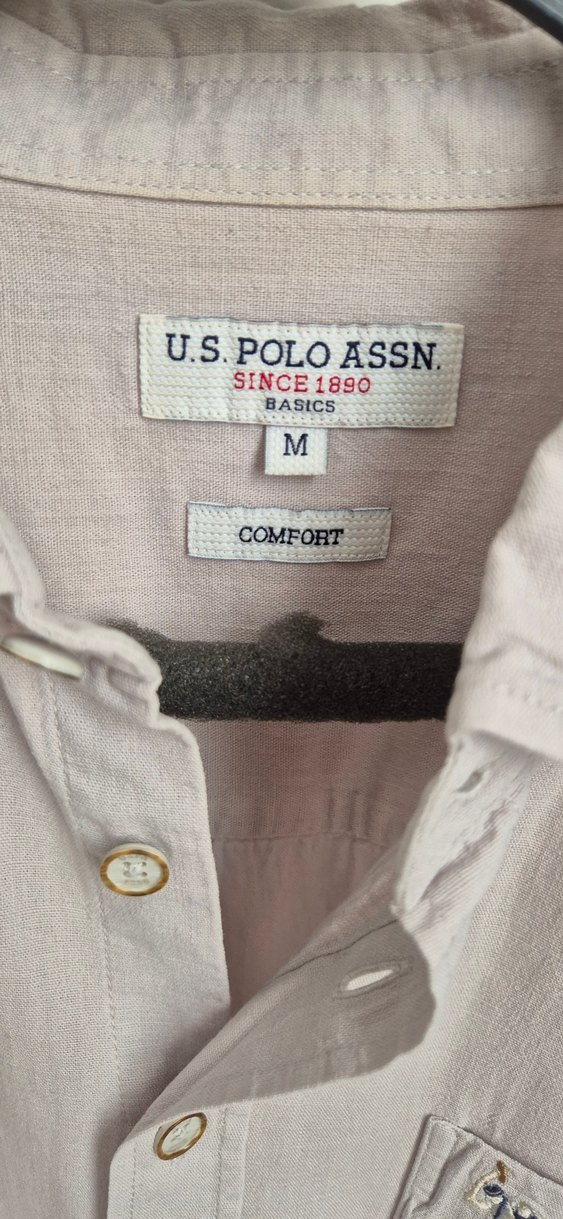 U.S. POLO ASSN.
SINCE 1890
BASICS
M
COMFORT